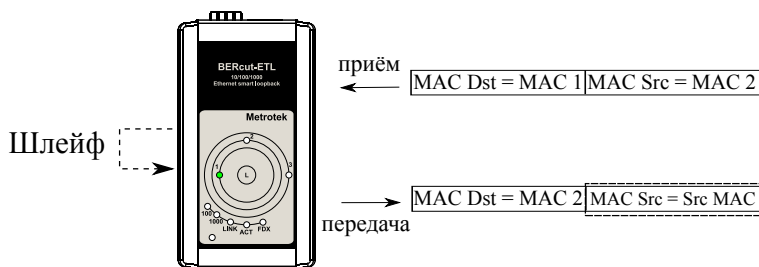 BERcut-ETL
10/100/1000
Ethernet smart loopback
Metrotek
2
1
3
L
100
1000
LINK
ACT
FDX
Шлейф
приём
MAC Dst = MAC 1 MAC Src = MAC 2
передача
MAC Dst = MAC 2 MAC Src = Src MAC